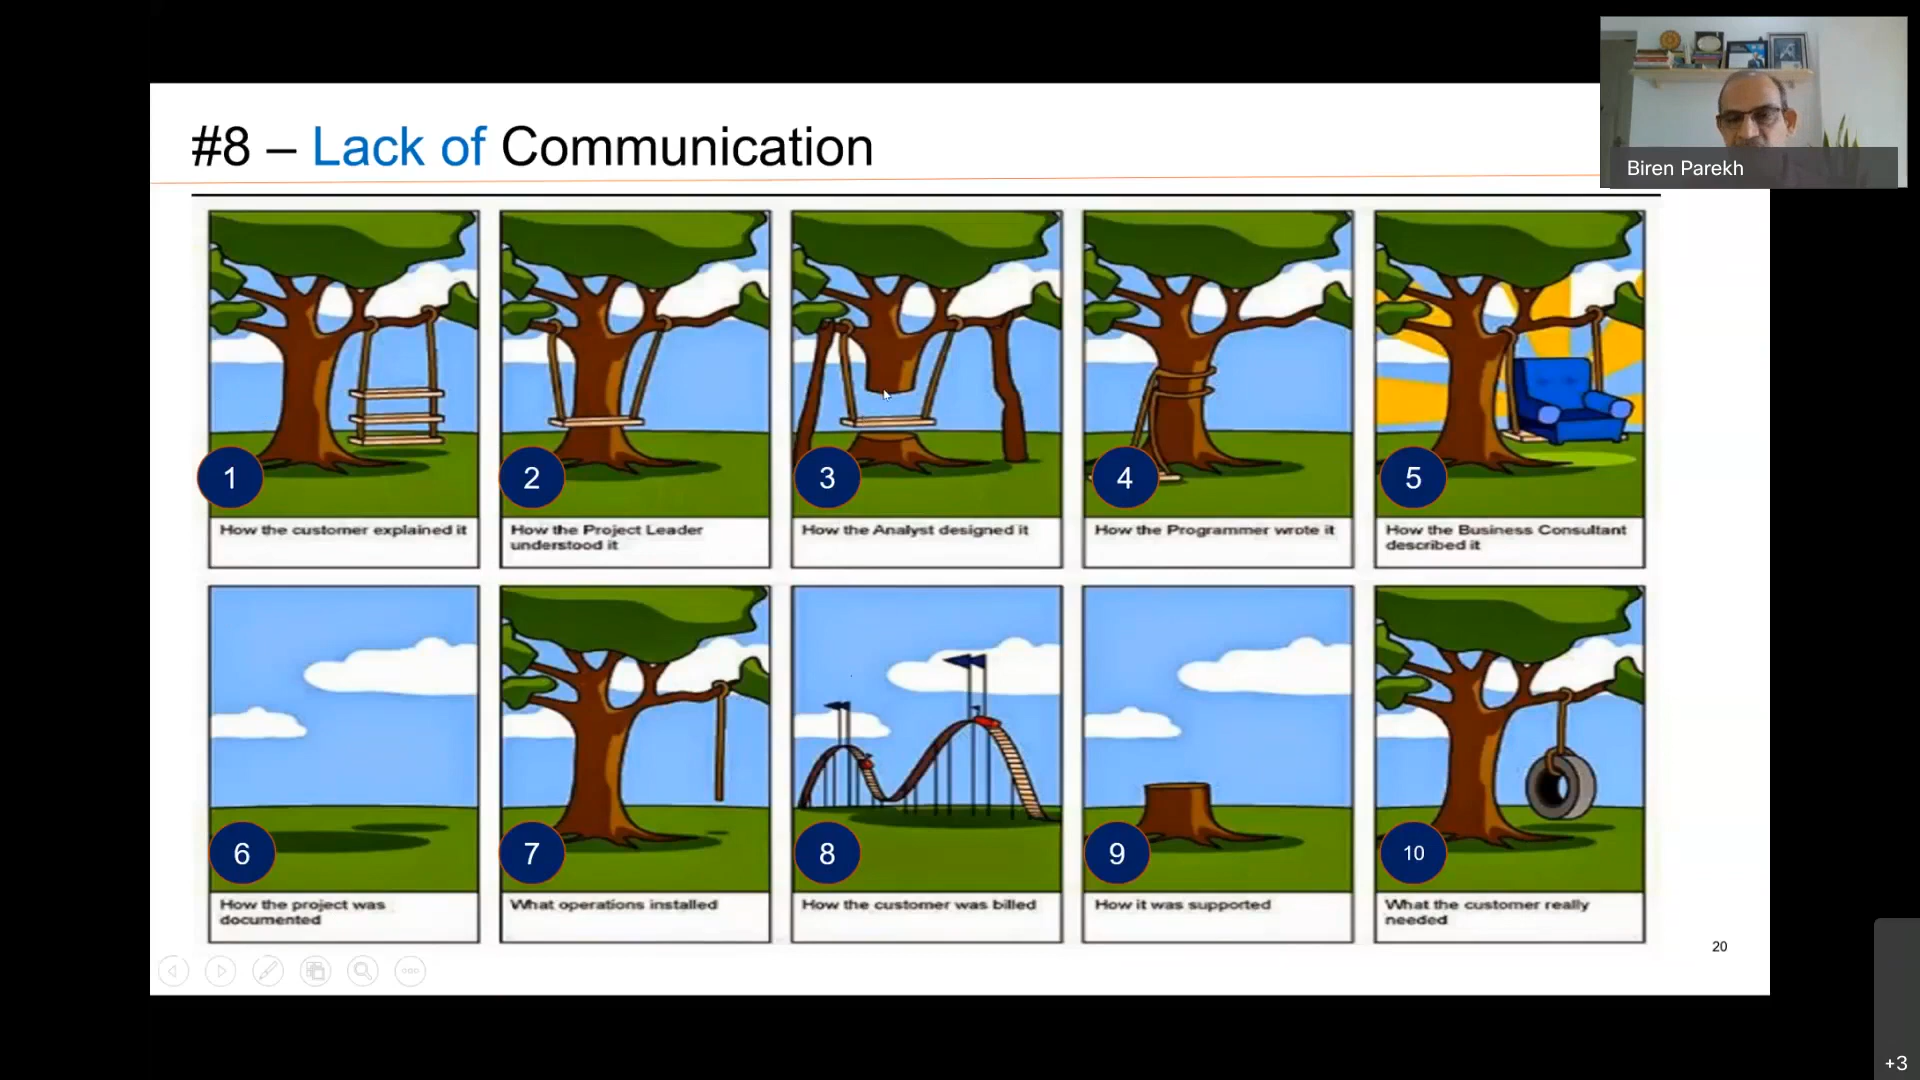 Biren Parekh
#8 – Lack of Communication
1
2
3
4
5
How the customer explained it
How the Project Leader
understood it
How the Analyst designed it
How the Programmer wrote it
How the Business Consultant
described it
6
7
8
9
10
How the project was
documented
What operations installed
How the customer was billed
How it was supported
What the customer really
needed
20
+3